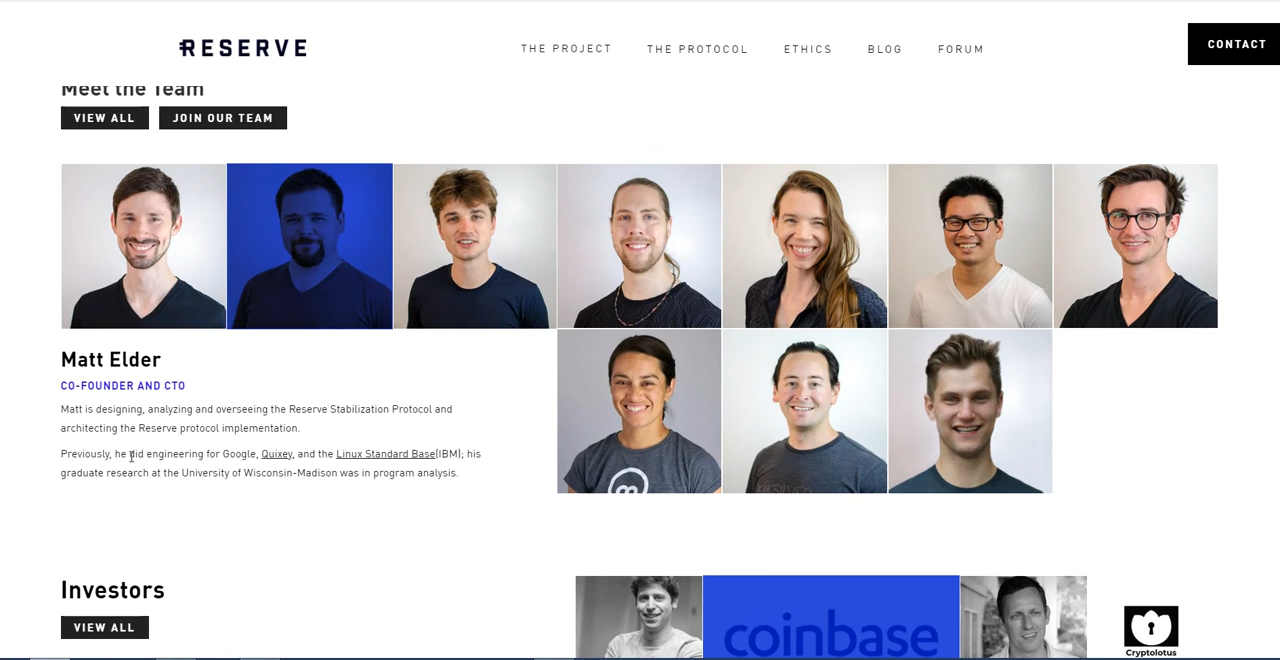 RESERVE
THE PROJECT
THE PROTOCOL
ETHICS
BLOG
FORUM
CONTACT
Meet the Team
VIEW ALL
JOIN OUR TEAM
Matt Elder
CO-FOUNDER AND CTO
Matt is designing, analyzing and overseeing the Reserve Stabilization Protocol and
architecting the Reserve protocol implementation.
Previously, he did engineering for Google, Quixey, and the Linux Standard Base(IBM); his
graduate research at the University of Wisconsin-Madison was in program analysis.
Investors
VIEW ALL
coinbase
Cryptolotus